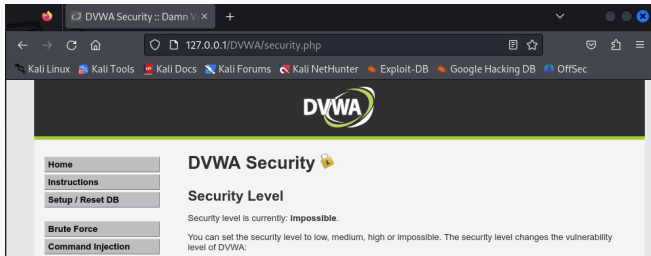 DVWA Security :: Damn V
127.0.0.1/DVWA/security.php
Kali Linux Kali Tools Kali Docs Kali Forums Kali NetHunter Exploit-DB Google Hacking DB OffSec
DVWA
Home
Instructions
Setup / Reset DB
Brute Force
Command Injection
DVWA Security
Security Level
Security level is currently: Impossible.
You can set the security level to low, medium, high or impossible. The security level changes the vulnerability
level of DVWA: